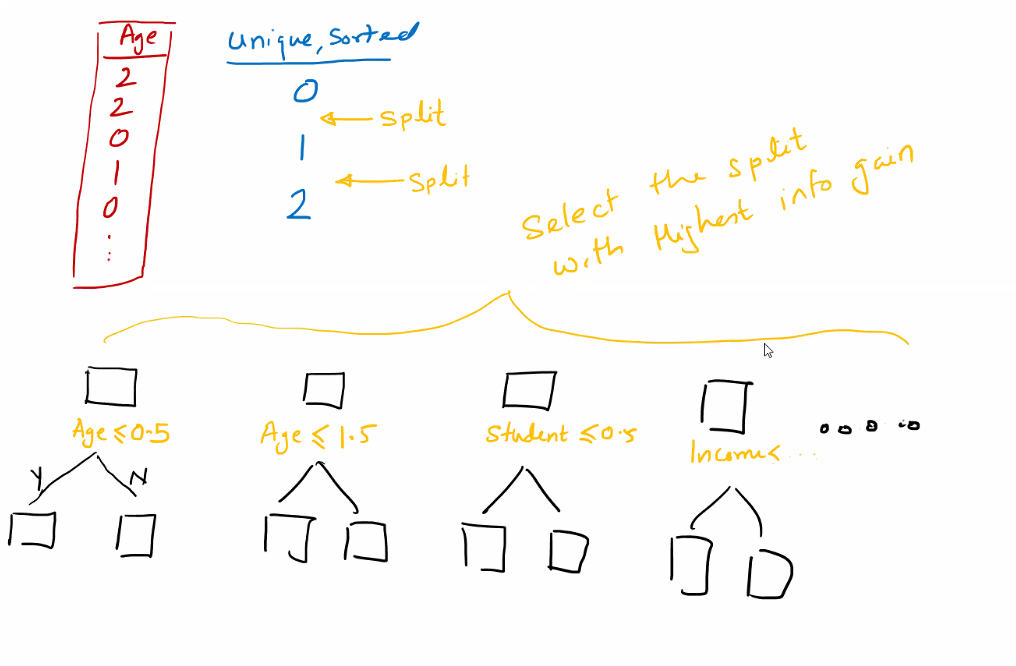 Age
2
2
0
1
0
unique, sorted
0
← split
1
← split
2
Select the split
with Highest info gain
Age ≤ 0.5
Y
N
Age ≤ 1.5
Student ≤ 0.5
Income < ...